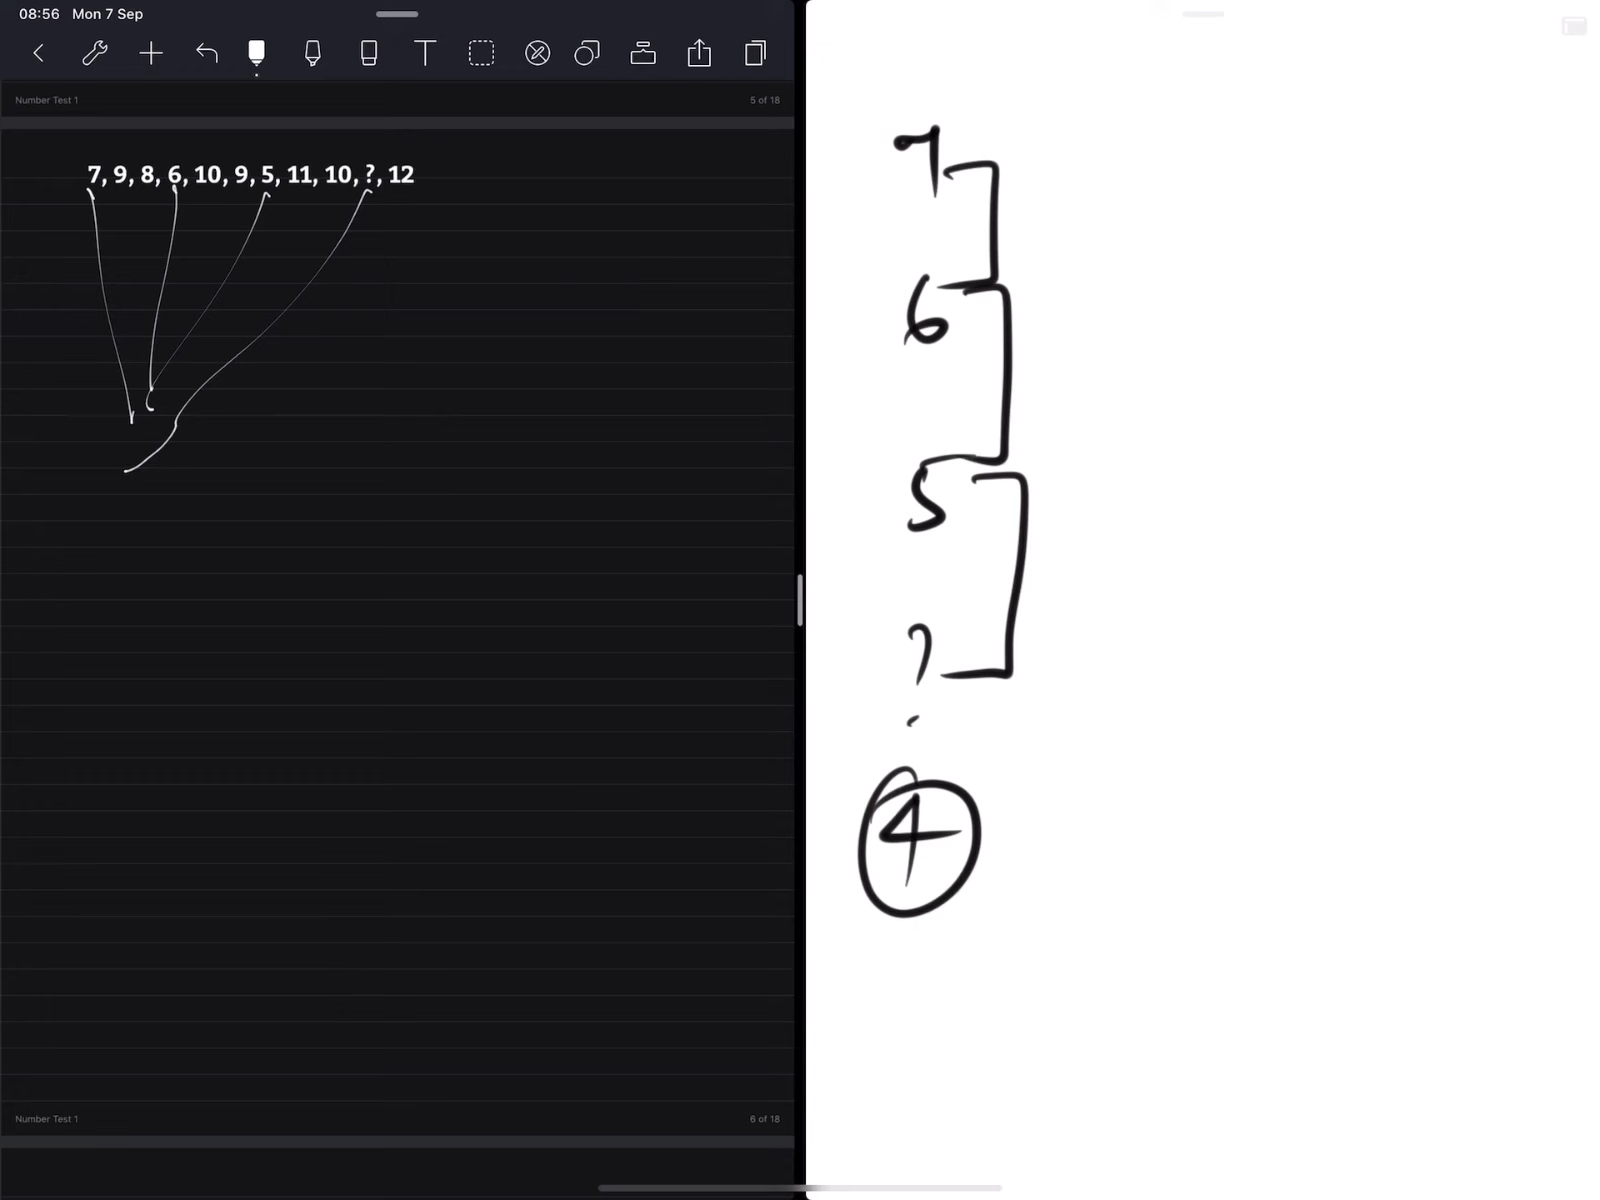 08:56 Mon 7 Sep
T
Number Test 1
5 of 18
7, 9, 8, 6, 10, 9, 5, 11, 10, ?, 12
Number Test 1
6 of 18
7
6
5
?
4